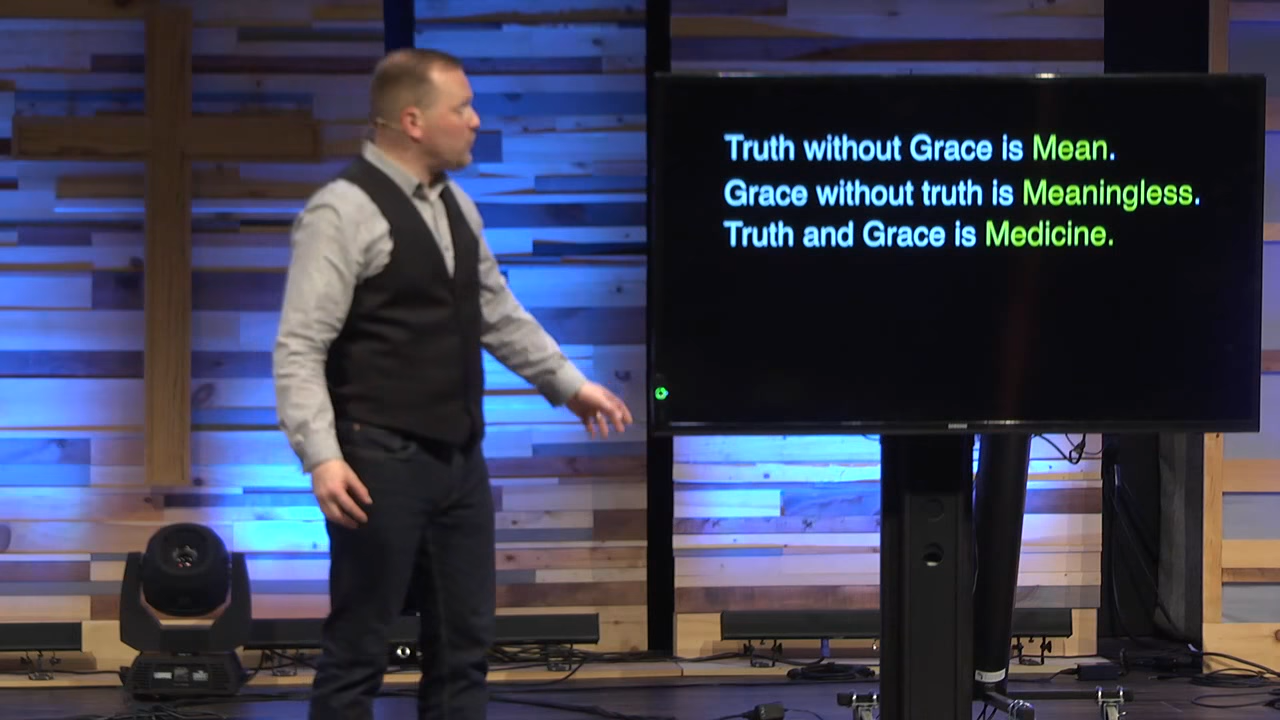 Truth without Grace is Mean.
Grace without truth is Meaningless.
Truth and Grace is Medicine.